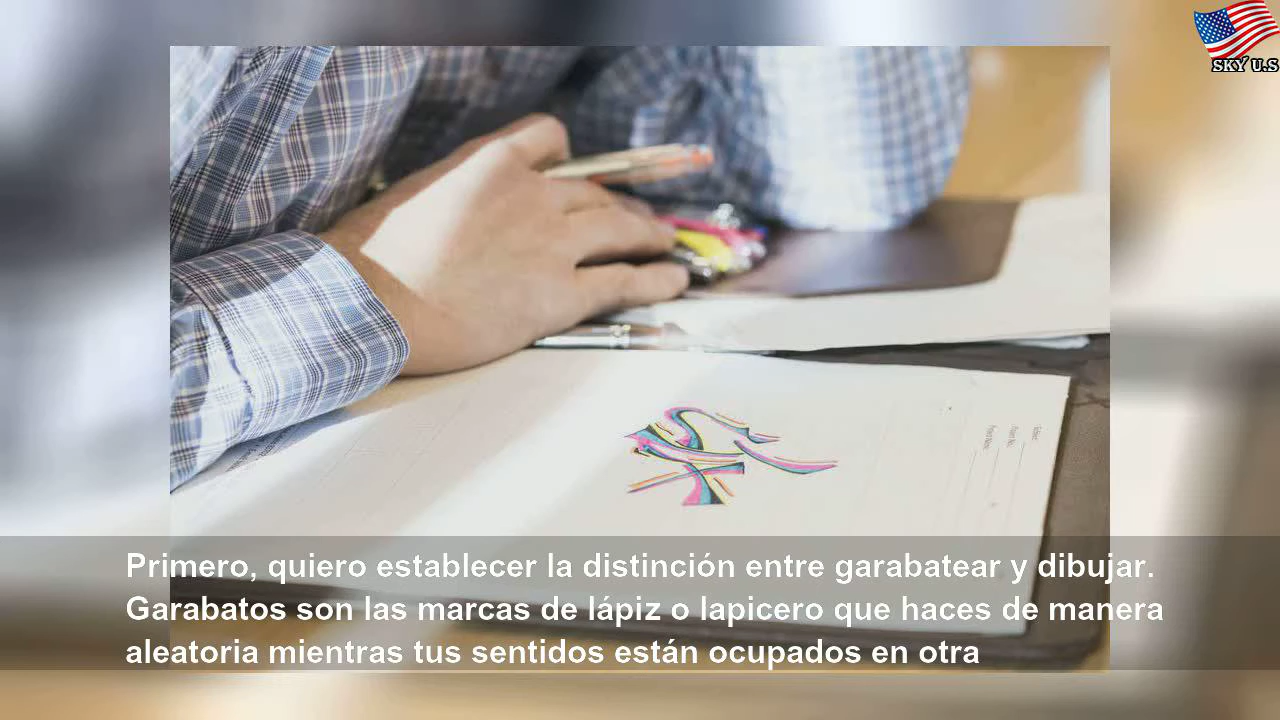 SKY U.S
Primero, quiero establecer la distinción entre garabatear y dibujar.
Garabatos son las marcas de lápiz o lapicero que haces de manera
aleatoria mientras tus sentidos están ocupados en otra